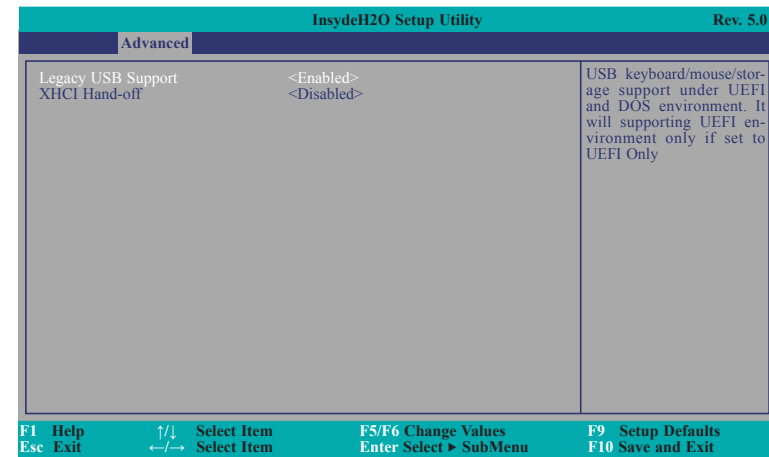 InsydeH2O Setup Utility Rev. 5.0
Advanced
Legacy USB Support <Enabled>
XHCI Hand-off <Disabled>
USB keyboard/mouse/stor-
age support under UEFI
and DOS environment. It
will supporting UEFI en-
vironment only if set to
UEFI Only
F1 Help ↑/↓ Select Item F5/F6 Change Values F9 Setup Defaults
Esc Exit ←/→ Select Item Enter Select ▶ SubMenu F10 Save and Exit